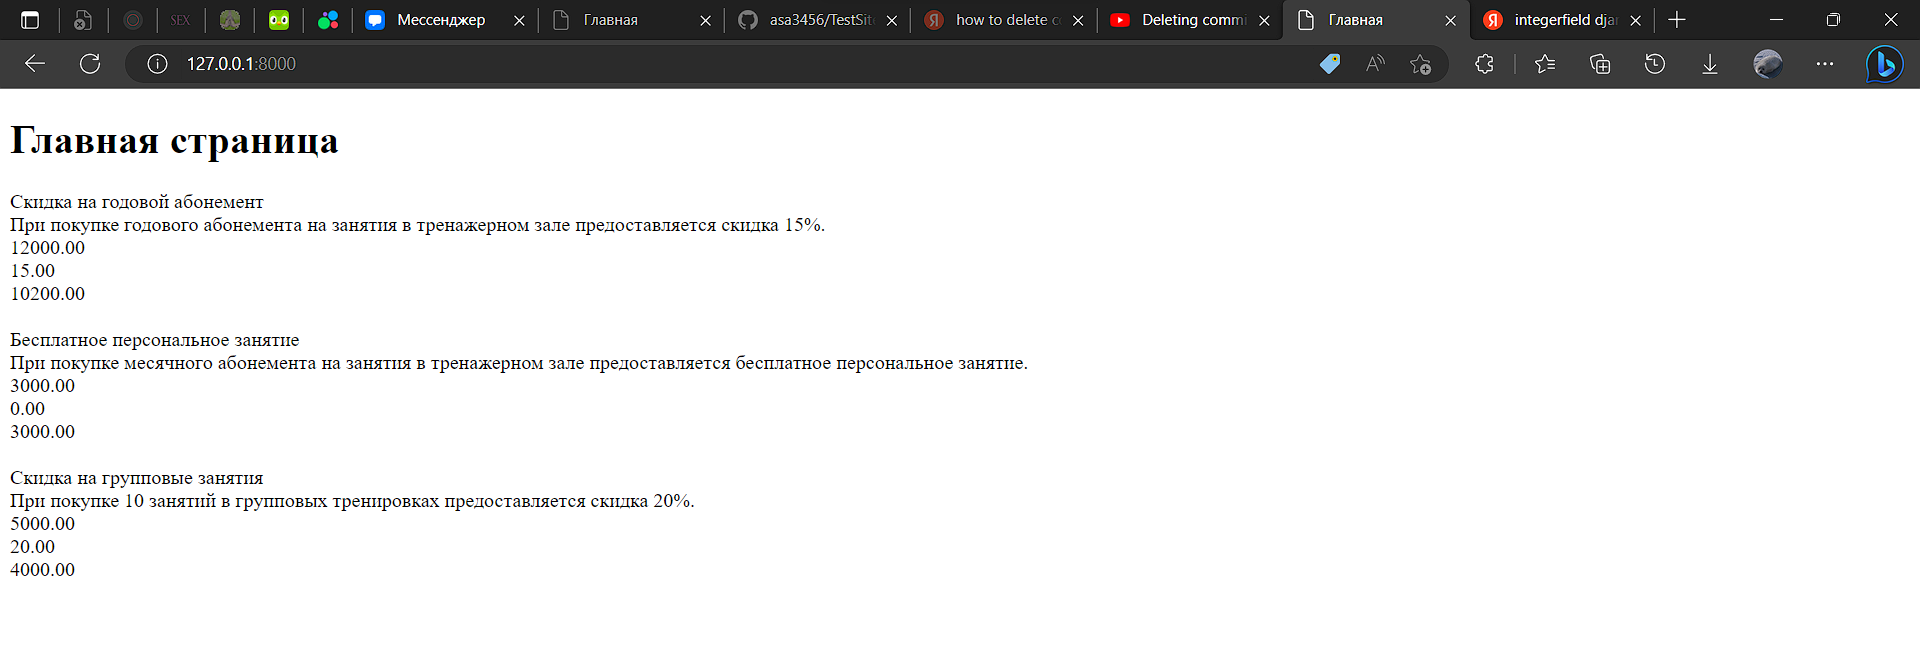 SEX
Мессенджер
Главная
asa3456/TestSit
how to delete c
Deleting commi
Главная
integerfield djan
127.0.0.1:8000
Главная страница
Скидка на годовой абонемент
При покупке годового абонемента на занятия в тренажерном зале предоставляется скидка 15%.
12000.00
15.00
10200.00
Бесплатное персональное занятие
При покупке месячного абонемента на занятия в тренажерном зале предоставляется бесплатное персональное занятие.
3000.00
0.00
3000.00
Скидка на групповые занятия
При покупке 10 занятий в групповых тренировках предоставляется скидка 20%.
5000.00
20.00
4000.00